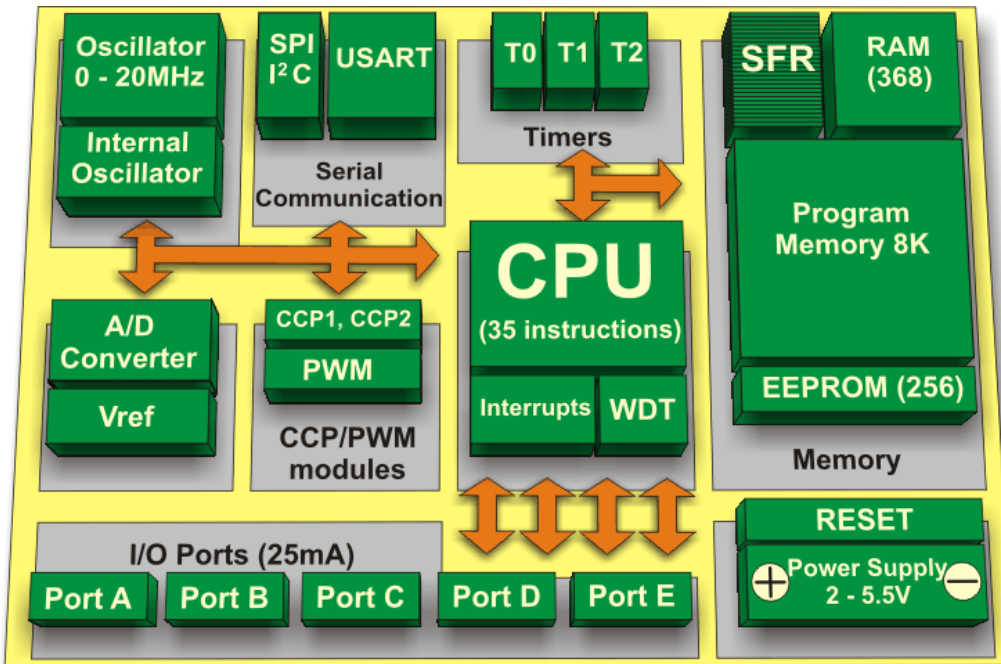 Oscillator
0 - 20MHz
Internal
Oscillator
SPI
I² C
USART
Serial
Communication
T0 T1 T2
Timers
SFR
RAM
(368)
Program
Memory 8K
EEPROM (256)
Memory
CPU
(35 instructions)
Interrupts
WDT
A/D
Converter
Vref
CCP1, CCP2
PWM
CCP/PWM
modules
I/O Ports (25mA)
Port A Port B Port C Port D Port E
RESET
Power Supply
+ 2 - 5.5V −